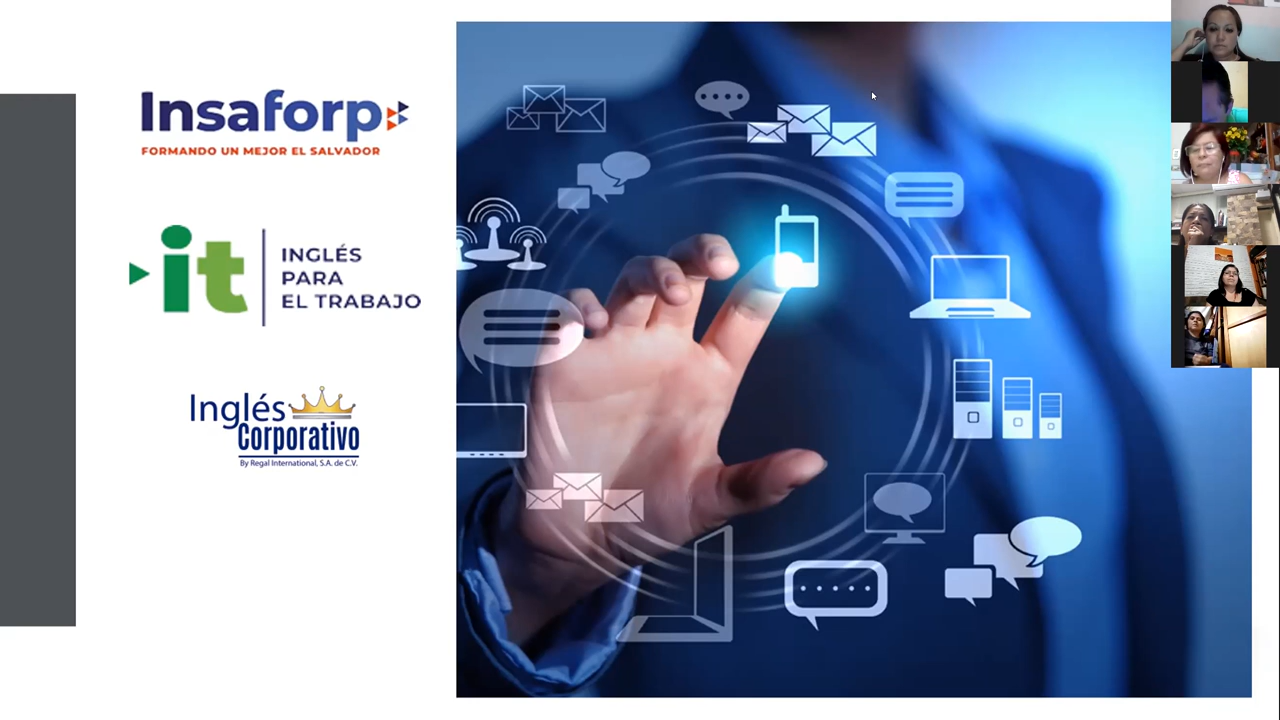 Insaforp
FORMANDO UN MEJOR EL SALVADOR
it
INGLÉS
PARA
EL TRABAJO
Inglés
Corporativo
By Regal International, S.A. de C.V.